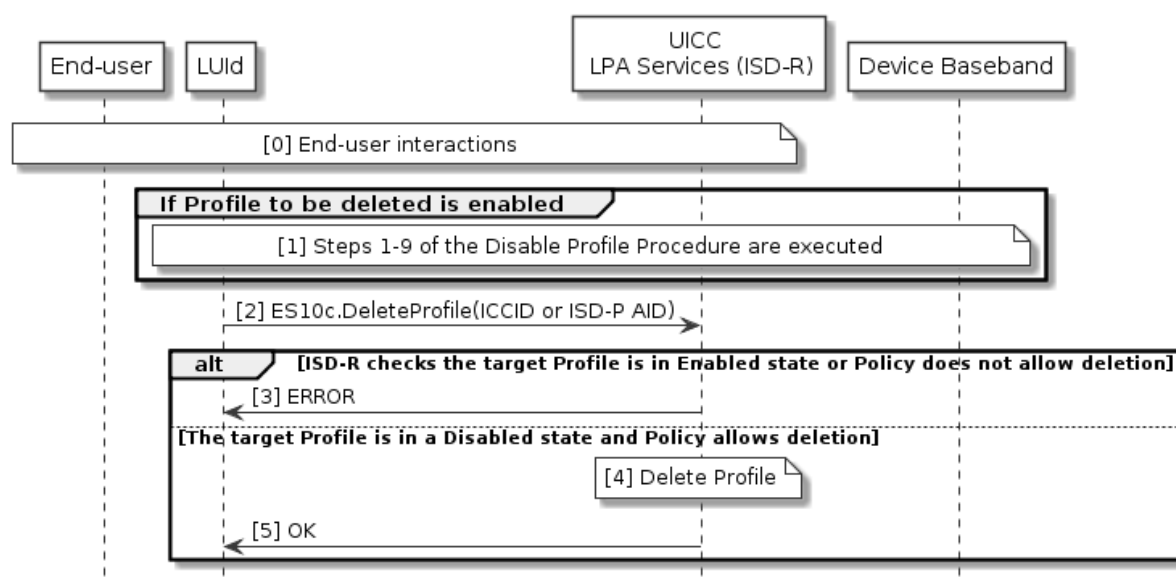 End-user
LUId
UICC
LPA Services (ISD-R)
Device Baseband
[0] End-user interactions
If Profile to be deleted is enabled
[1] Steps 1-9 of the Disable Profile Procedure are executed
[2] ES10c.DeleteProfile(ICCID or ISD-P AID)
alt
[ISD-R checks the target Profile is in Enabled state or Policy does not allow deletion]
[3] ERROR
[The target Profile is in a Disabled state and Policy allows deletion]
[4] Delete Profile
[5] OK